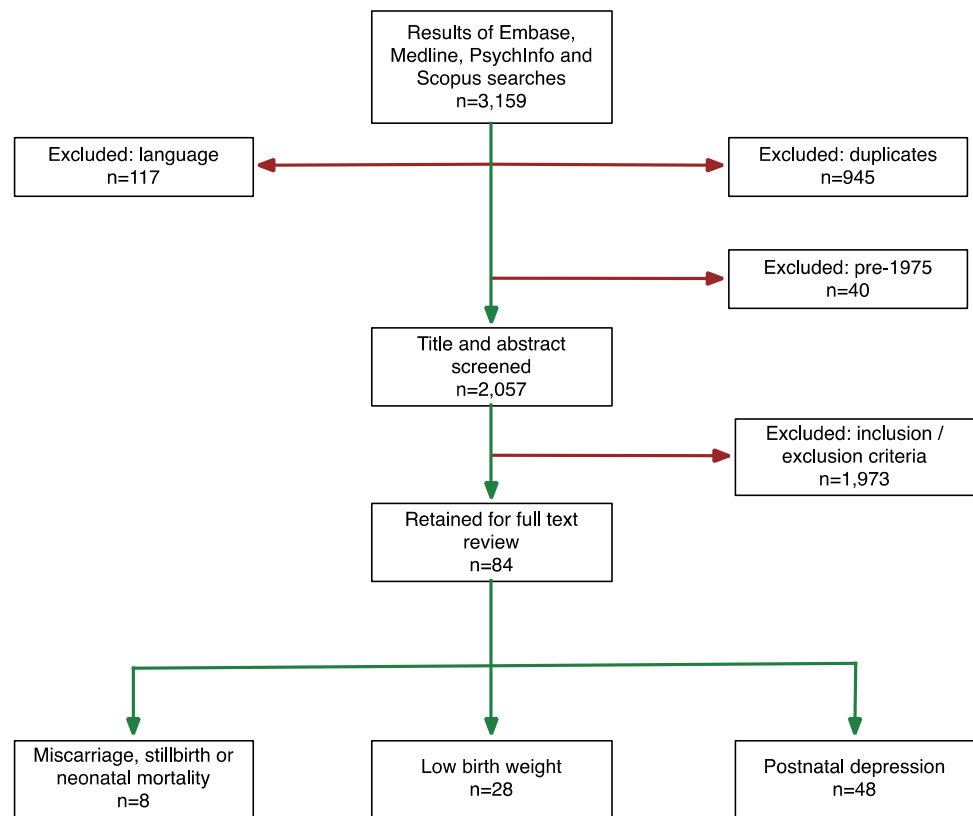 Results of Embase,
Medline, PsychInfo and
Scopus searches
n=3,159
Excluded: language
n=117
Excluded: duplicates
n=945
Excluded: pre-1975
n=40
Title and abstract
screened
n=2,057
Excluded: inclusion /
exclusion criteria
n=1,973
Retained for full text
review
n=84
Miscarriage, stillbirth or
neonatal mortality
n=8
Low birth weight
n=28
Postnatal depression
n=48